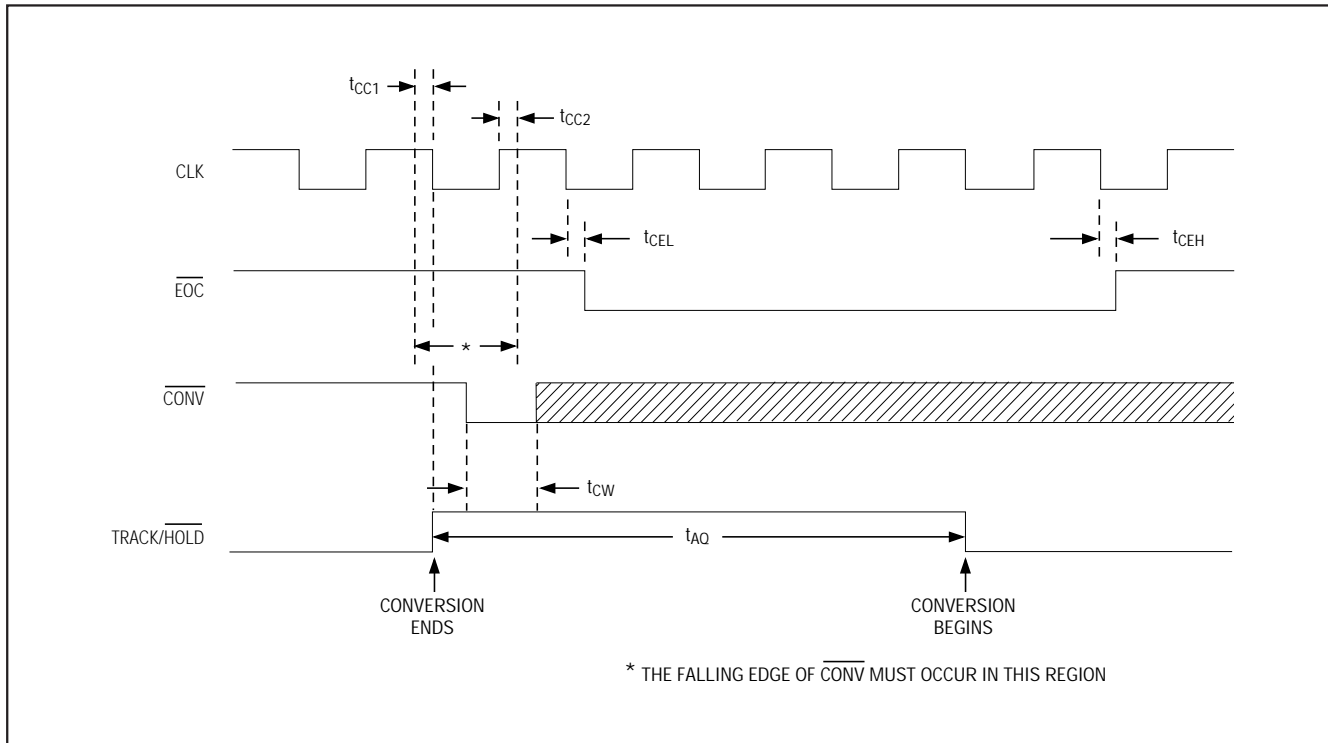 tCC1
tCC2
CLK
tCEL
tCEH
EOC
*
CONV
tCW
TRACK/HOLD
tAQ
CONVERSION
ENDS
CONVERSION
BEGINS
* THE FALLING EDGE OF CONV MUST OCCUR IN THIS REGION